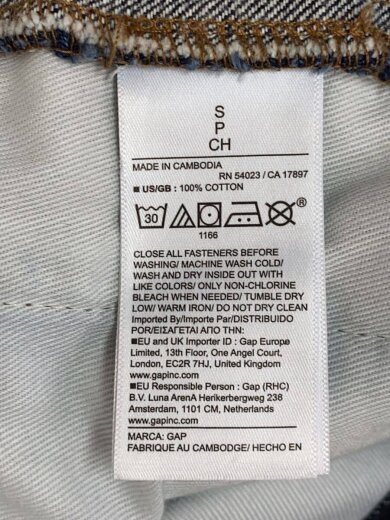 S
P
CH
MADE IN CAMBODIA
RN 54023 / CA 17897
■ US/GB : 100% COTTON
30
®
1166
CLOSE ALL FASTENERS BEFORE
WASHING/ MACHINE WASH COLD/
WASH AND DRY INSIDE OUT WITH
LIKE COLORS/ ONLY NON-CHLORINE
BLEACH WHEN NEEDED/ TUMBLE DRY
LOW/ WARM IRON/ DO NOT DRY CLEAN
Imported By/Importe Par/DISTRIBUIDO
POR/ΕΙΣΑΓΕΤΑΙ ΑΠΟ ΤΗΝ:
■EU and UK Importer ID : Gap Europe
Limited, 13th Floor, One Angel Court,
London, EC2R 7HJ, United Kingdom
www.gapinc.com
■EU Responsible Person : Gap (RHC)
B.V. Luna ArenA Herikerbergweg 238
Amsterdam, 1101 CM, Netherlands
www.gapinc.com
MARCA: GAP
FABRIQUE AU CAMBODGE/ HECHO EN